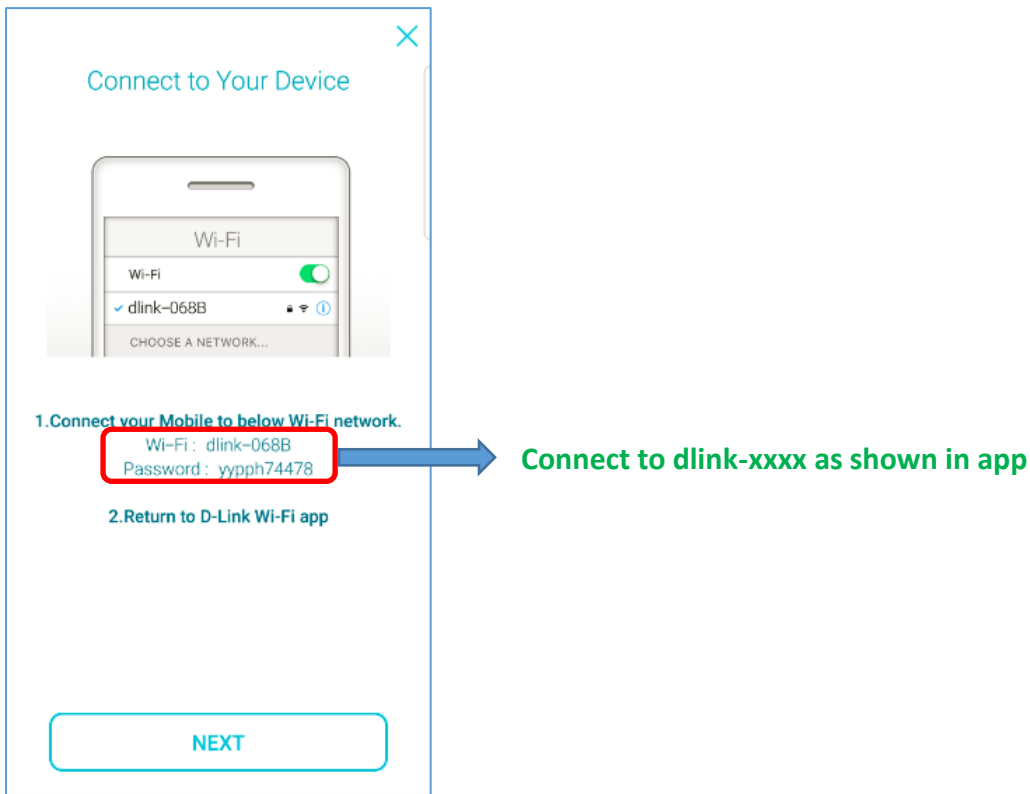 Connect to Your Device
Wi-Fi
Wi-Fi
dlink-068B
CHOOSE A NETWORK...
1.Connect your Mobile to below Wi-Fi network.
Wi-Fi : dlink-068B
Password : yypph74478
Connect to dlink-xxxx as shown in app
2.Return to D-Link Wi-Fi app
NEXT